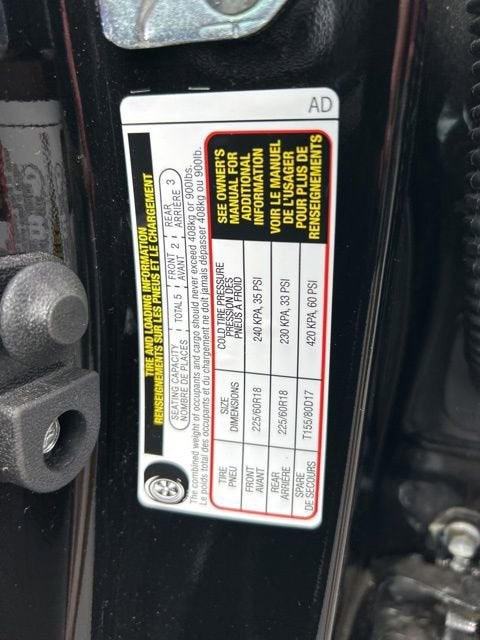 AD
TIRE AND LOADING INFORMATION
RENSEIGNEMENTS SUR LES PNEUS ET LE CHARGEMENT
SEATING CAPACITY TOTAL 5 FRONT 2 REAR 3
NOMBRE DE PLACES AVANT ARRIÈRE
The combined weight of occupants and cargo should never exceed 408kg or 900lbs.
Le poids total des occupants et du chargement ne doit jamais dépasser 408kg ou 900lb.
TIRE SIZE COLD TIRE PRESSURE
PNEU DIMENSIONS PRESSION DES
PNEUS À FROID
FRONT 225/60R18 240 KPA, 35 PSI
AVANT
REAR 225/60R18 230 KPA, 33 PSI
ARRIÈRE
SPARE T155/80D17 420 KPA, 60 PSI
DE SECOURS
SEE OWNER'S
MANUAL FOR
ADDITIONAL
INFORMATION
VOIR LE MANUEL
DE L'USAGER
POUR PLUS DE
RENSEIGNEMENTS